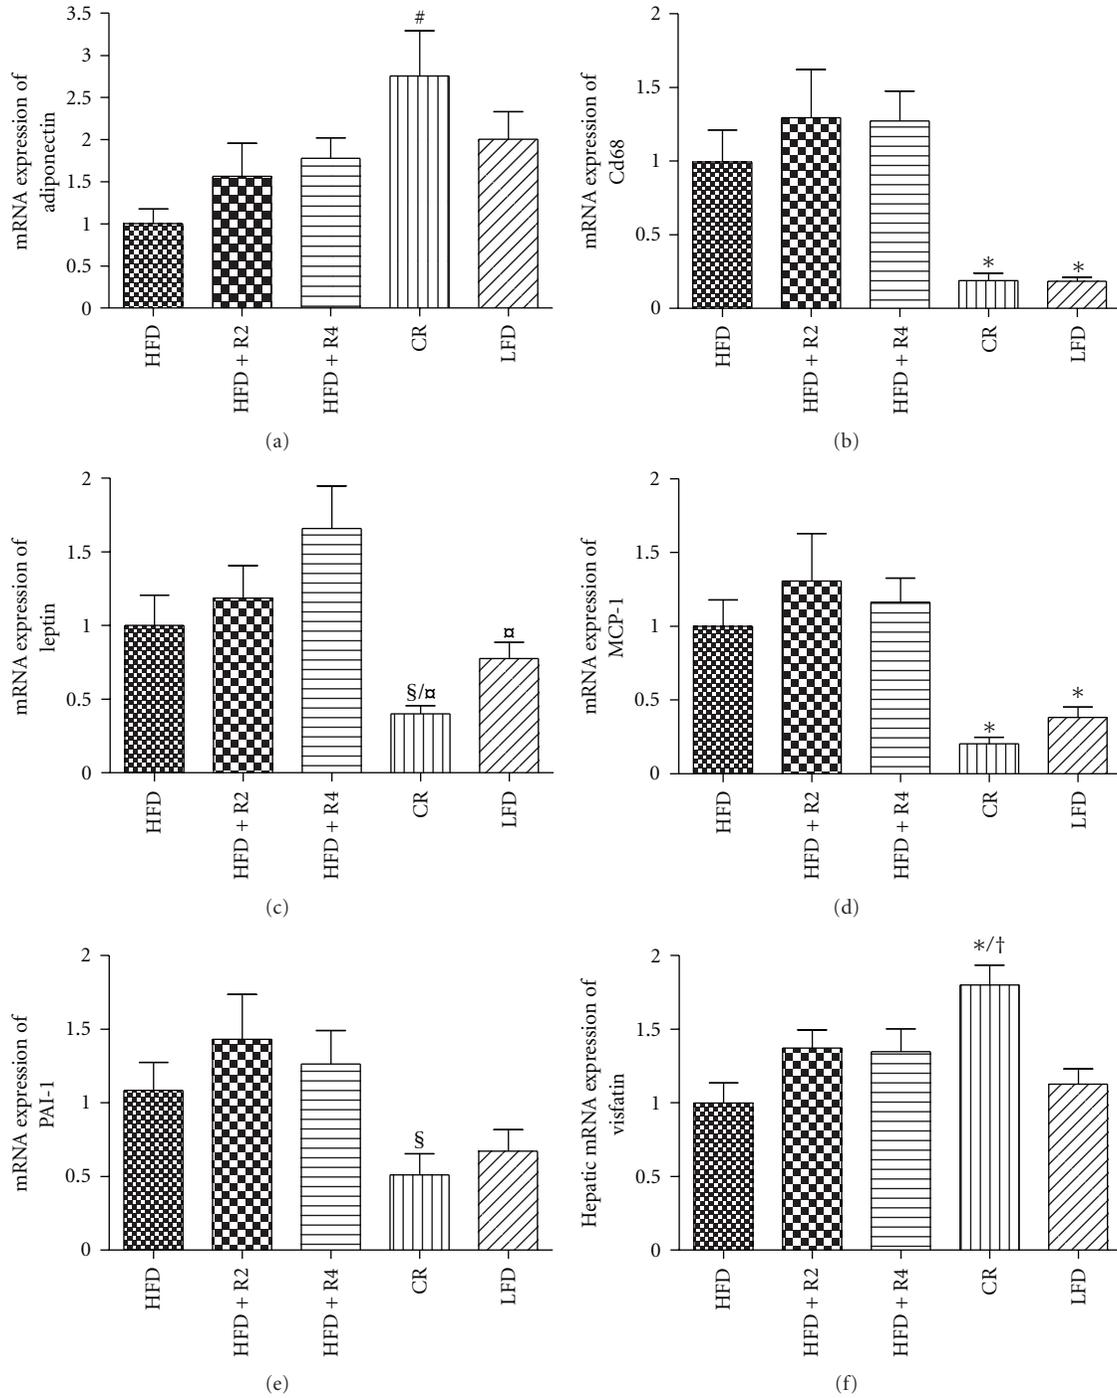 3.5
3
2.5
2
1.5
1
0.5
0
mRNA expression of
adiponectin
#
HFD
HFD + R2
HFD + R4
CR
LFD
(a)
2
1.5
1
0.5
0
mRNA expression of
Cd68
*
*
HFD
HFD + R2
HFD + R4
CR
LFD
(b)
2
1.5
1
0.5
0
mRNA expression of
leptin
§/¤
¤
HFD
HFD + R2
HFD + R4
CR
LFD
(c)
2
1.5
1
0.5
0
mRNA expression of
MCP-1
*
*
HFD
HFD + R2
HFD + R4
CR
LFD
(d)
2
1.5
1
0.5
0
mRNA expression of
PAI-1
§
HFD
HFD + R2
HFD + R4
CR
LFD
(e)
2
1.5
1
0.5
0
Hepatic mRNA expression of
visfatin
*/†
HFD
HFD + R2
HFD + R4
CR
LFD
(f)